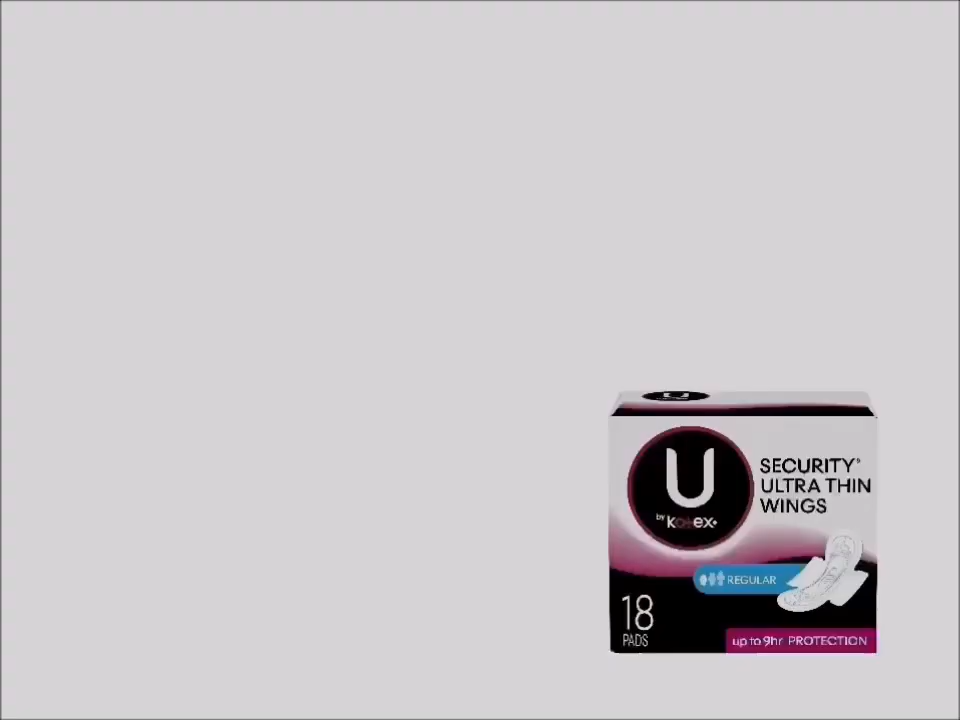 U
U
by Kotex
SECURITY®
ULTRA THIN
WINGS
REGULAR
18
PADS
up to 9hr PROTECTION